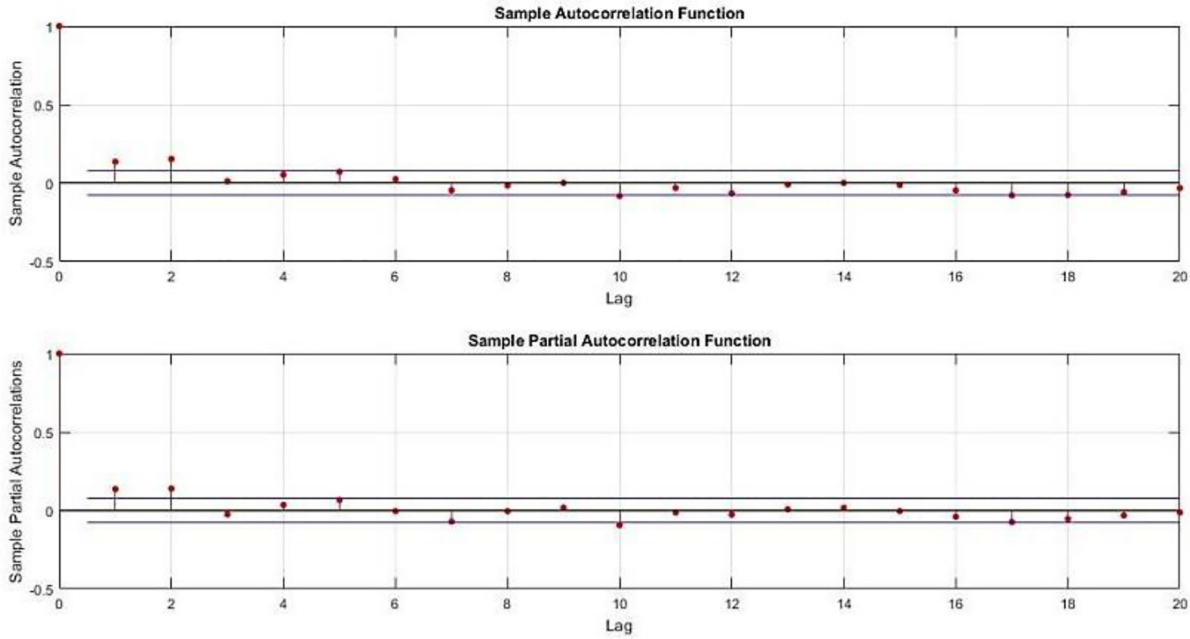 Sample Autocorrelation Function
Sample Autocorrelation
1
0.5
0
-0.5
0 2 4 6 8 10 12 14 16 18 20
Lag
Sample Partial Autocorrelation Function
Sample Partial Autocorrelations
1
0.5
0
-0.5
0 2 4 6 8 10 12 14 16 18 20
Lag